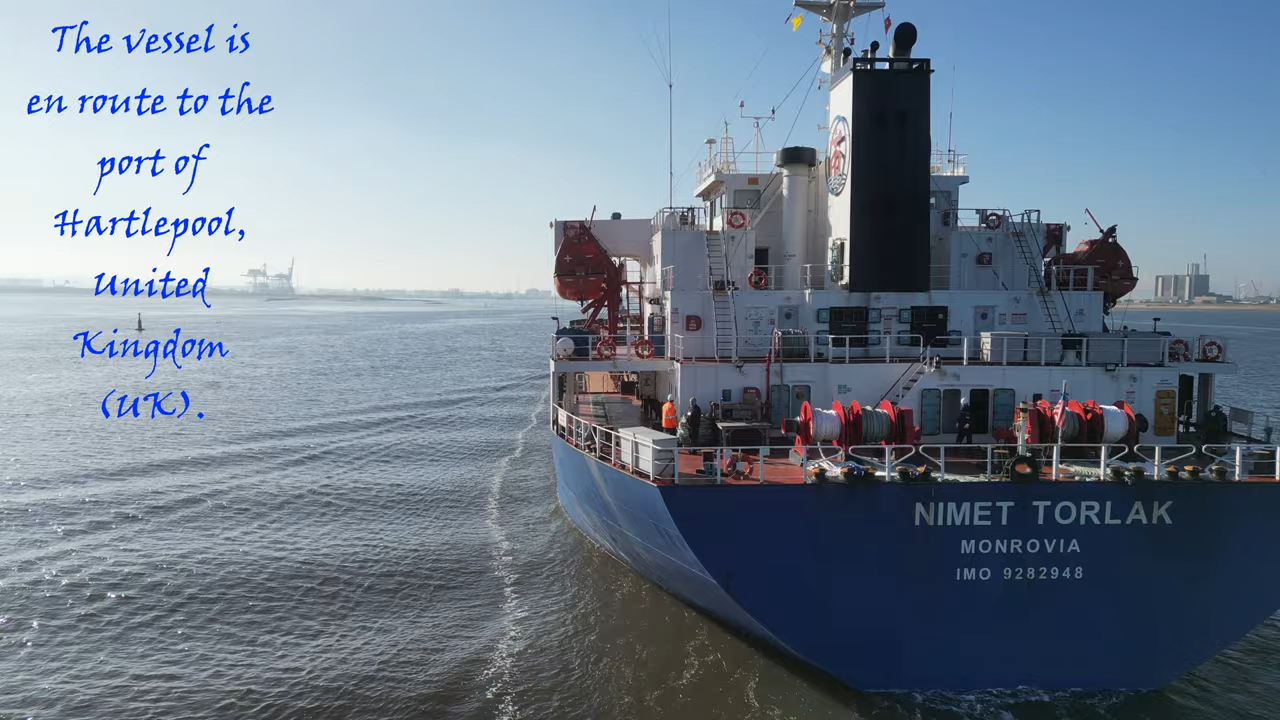 The vessel is
en route to the
port of
Hartlepool,
United
Kingdom
(UK).
NIMET TORLAK
MONROVIA
IMO 9282948